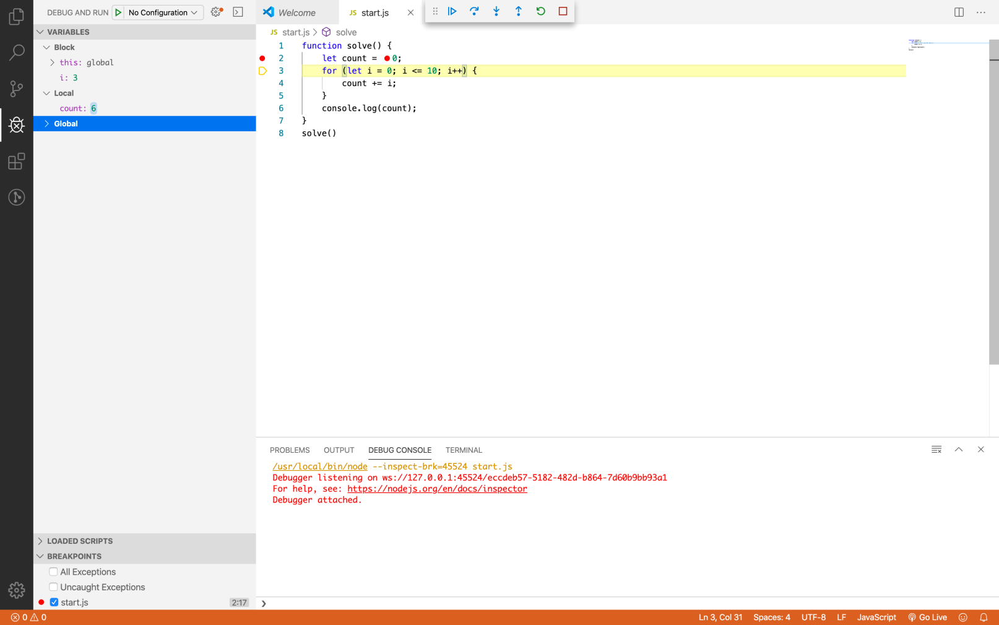 DEBUG AND RUN No Configuration
VARIABLES
Block
this: global
i: 3
Local
count: 6
Global
LOADED SCRIPTS
BREAKPOINTS
All Exceptions
Uncaught Exceptions
start.js 2:17
Welcome
JS start.js
JS start.js solve
1 function solve() {
2 let count = 0;
3 for (let i = 0; i <= 10; i++) {
4 count += i;
5 }
6 console.log(count);
7 }
8 solve()
PROBLEMS OUTPUT DEBUG CONSOLE TERMINAL
/usr/local/bin/node --inspect-brk=45524 start.js
Debugger listening on ws://127.0.0.1:45524/eccdeb57-5182-482d-b864-7d60b9bb93a1
For help, see: https://nodejs.org/en/docs/inspector
Debugger attached.
0 0 Ln 3, Col 31 Spaces: 4 UTF-8 LF JavaScript Go Live